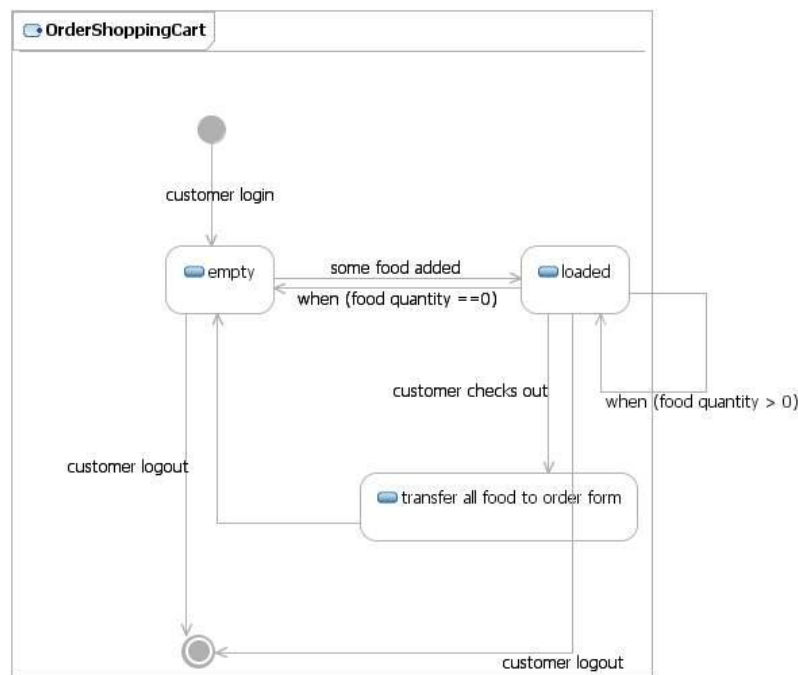 OrderShoppingCart
customer login
empty
some food added
loaded
when (food quantity ==0)
customer checks out
when (food quantity > 0)
customer logout
transfer all food to order form
customer logout